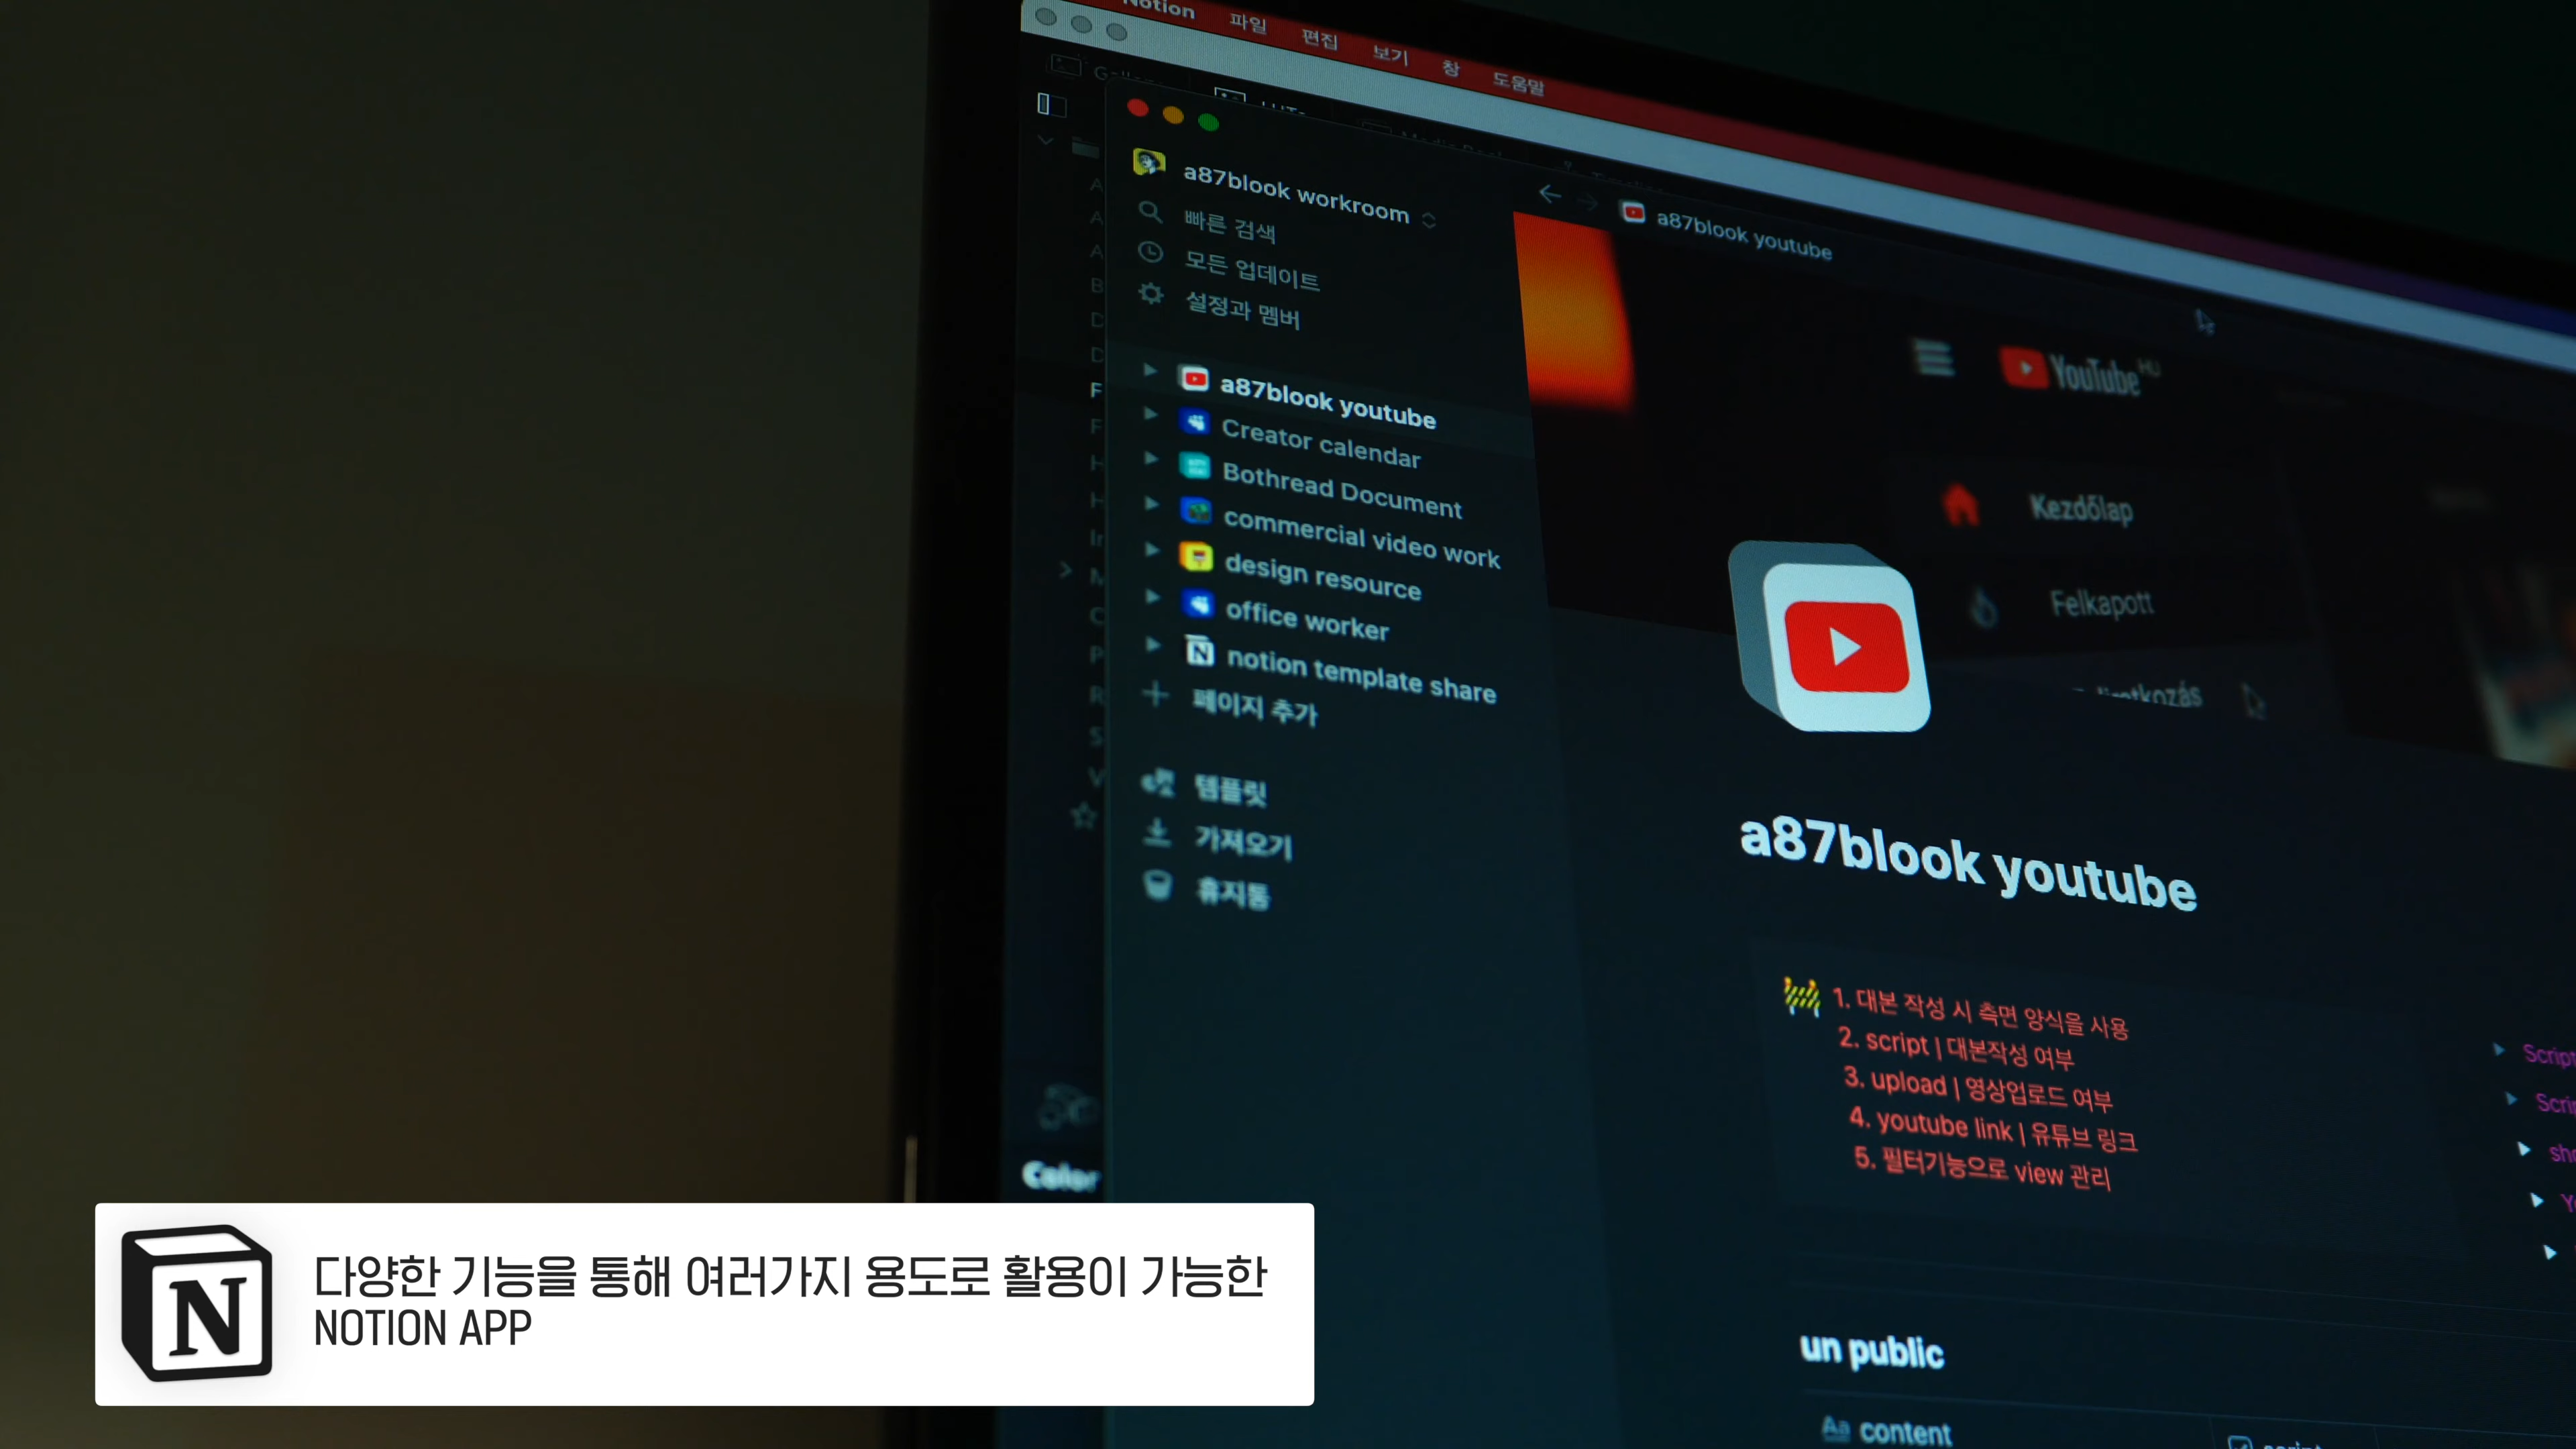 Notion 파일 편집 보기 창 도움말
a87blook workroom
빠른 검색
모든 업데이트
설정과 멤버
a87blook youtube
Creator calendar
Bothread Document
commercial video work
design resource
office worker
notion template share
페이지 추가
템플릿
가져오기
휴지통
a87blook youtube
YouTube HU
Kezdőlap
Felkapott
a87blook youtube
1. 대본 작성 시 측면 양식을 사용
2. script | 대본작성 여부
3. upload | 영상업로드 여부
4. youtube link | 유튜브 링크
5. 필터기능으로 view 관리
un public
Aa content
Color
N
다양한 기능을 통해 여러가지 용도로 활용이 가능한
NOTION APP